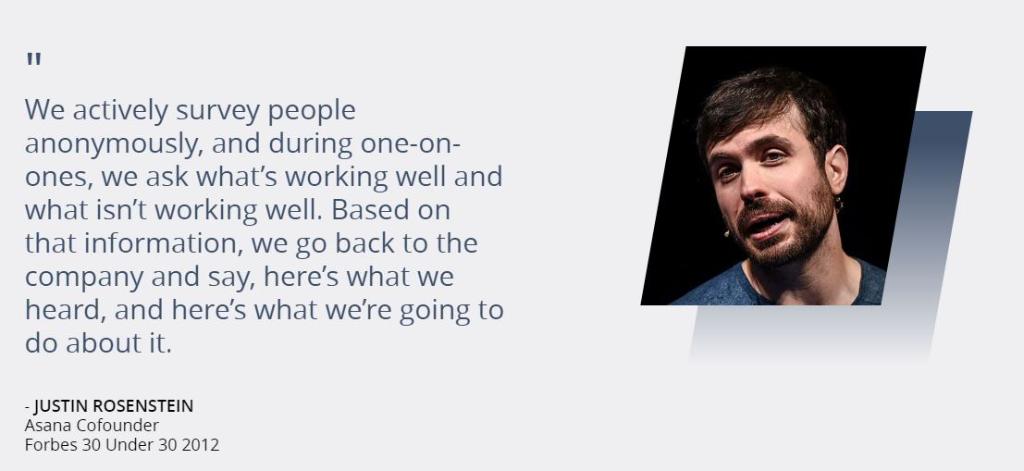 "
We actively survey people
anonymously, and during one-on-
ones, we ask what’s working well and
what isn’t working well. Based on
that information, we go back to the
company and say, here’s what we
heard, and here’s what we’re going to
do about it.
- JUSTIN ROSENSTEIN
Asana Cofounder
Forbes 30 Under 30 2012